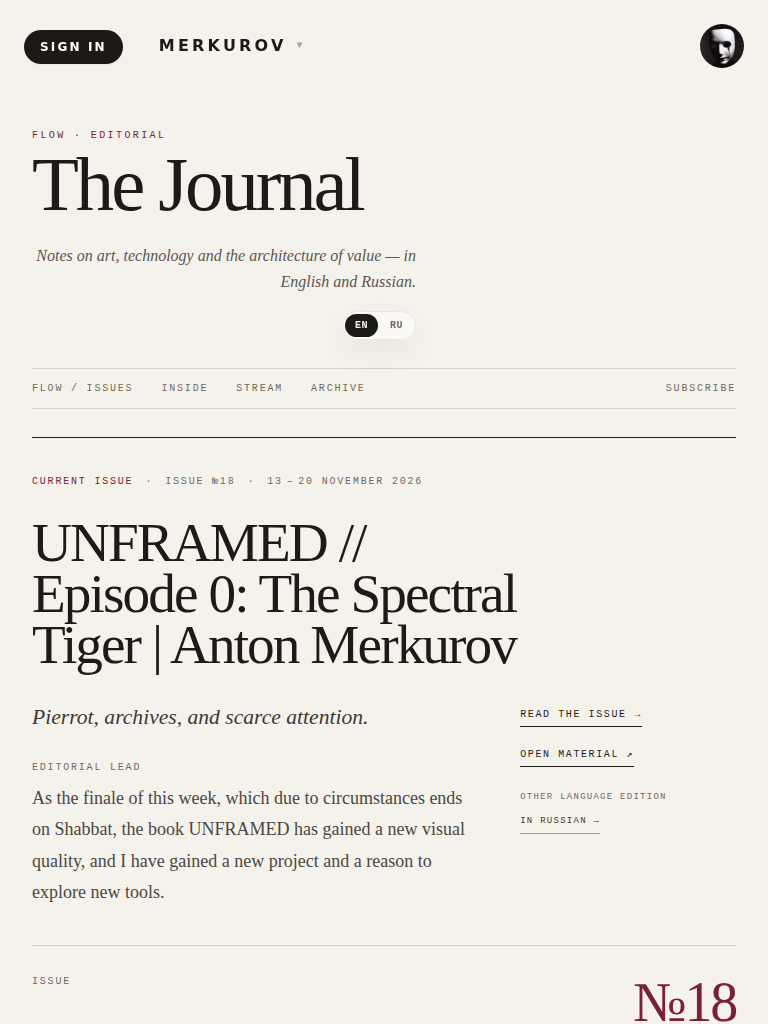 SIGN IN
MERKUROV ▼
FLOW · EDITORIAL
The Journal
Notes on art, technology and the architecture of value — in
English and Russian.
EN RU
FLOW / ISSUES INSIDE STREAM ARCHIVE SUBSCRIBE
CURRENT ISSUE · ISSUE №18 · 13–20 NOVEMBER 2026
UNFRAMED //
Episode 0: The Spectral
Tiger | Anton Merkurov
Pierrot, archives, and scarce attention.
EDITORIAL LEAD
As the finale of this week, which due to circumstances ends
on Shabbat, the book UNFRAMED has gained a new visual
quality, and I have gained a new project and a reason to
explore new tools.
READ THE ISSUE →
OPEN MATERIAL ↗
OTHER LANGUAGE EDITION
IN RUSSIAN →
ISSUE
№18